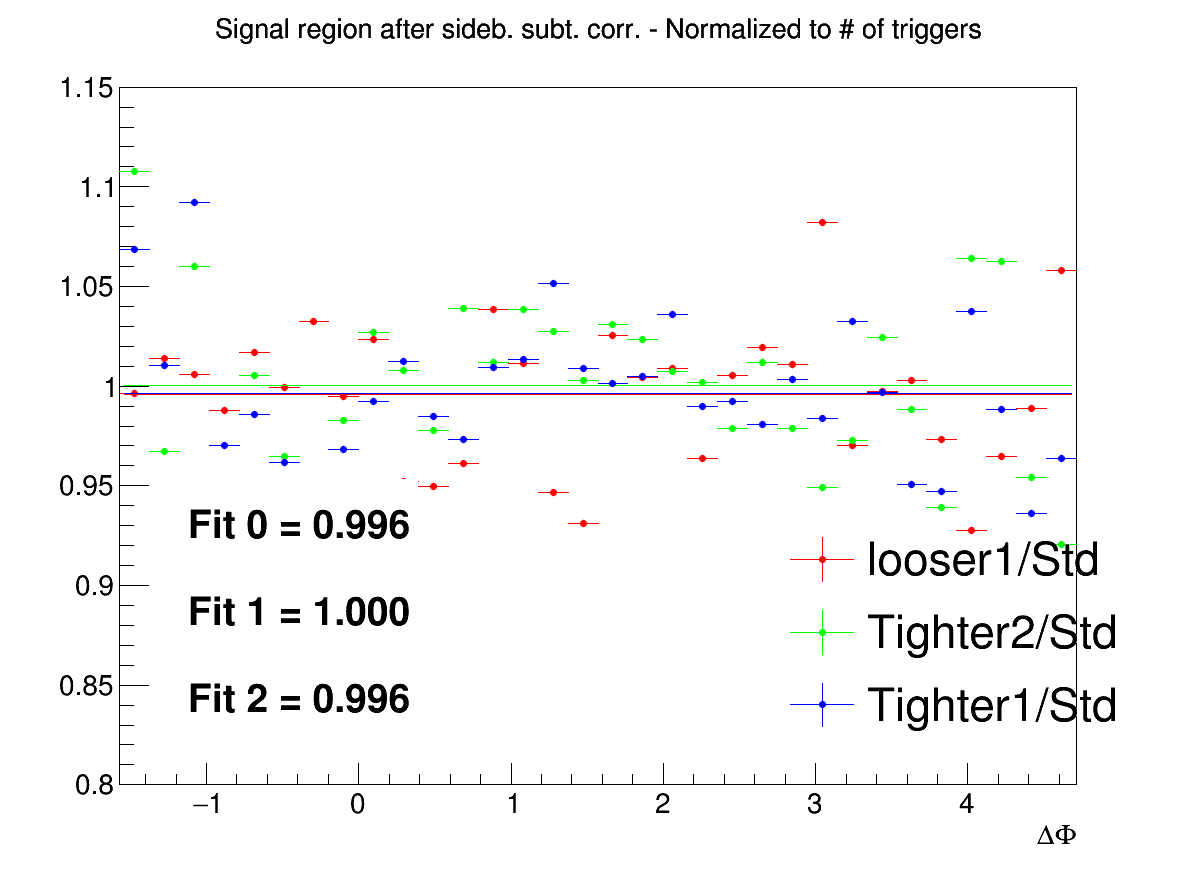 Signal region after sideb. subt. corr. - Normalized to # of triggers
1.15
1.1
1.05
1
0.95
0.9
0.85
0.8
Fit 0 = 0.996
Fit 1 = 1.000
Fit 2 = 0.996
looser1/Std
Tighter2/Std
Tighter1/Std
−1 0 1 2 3 4
ΔΦ